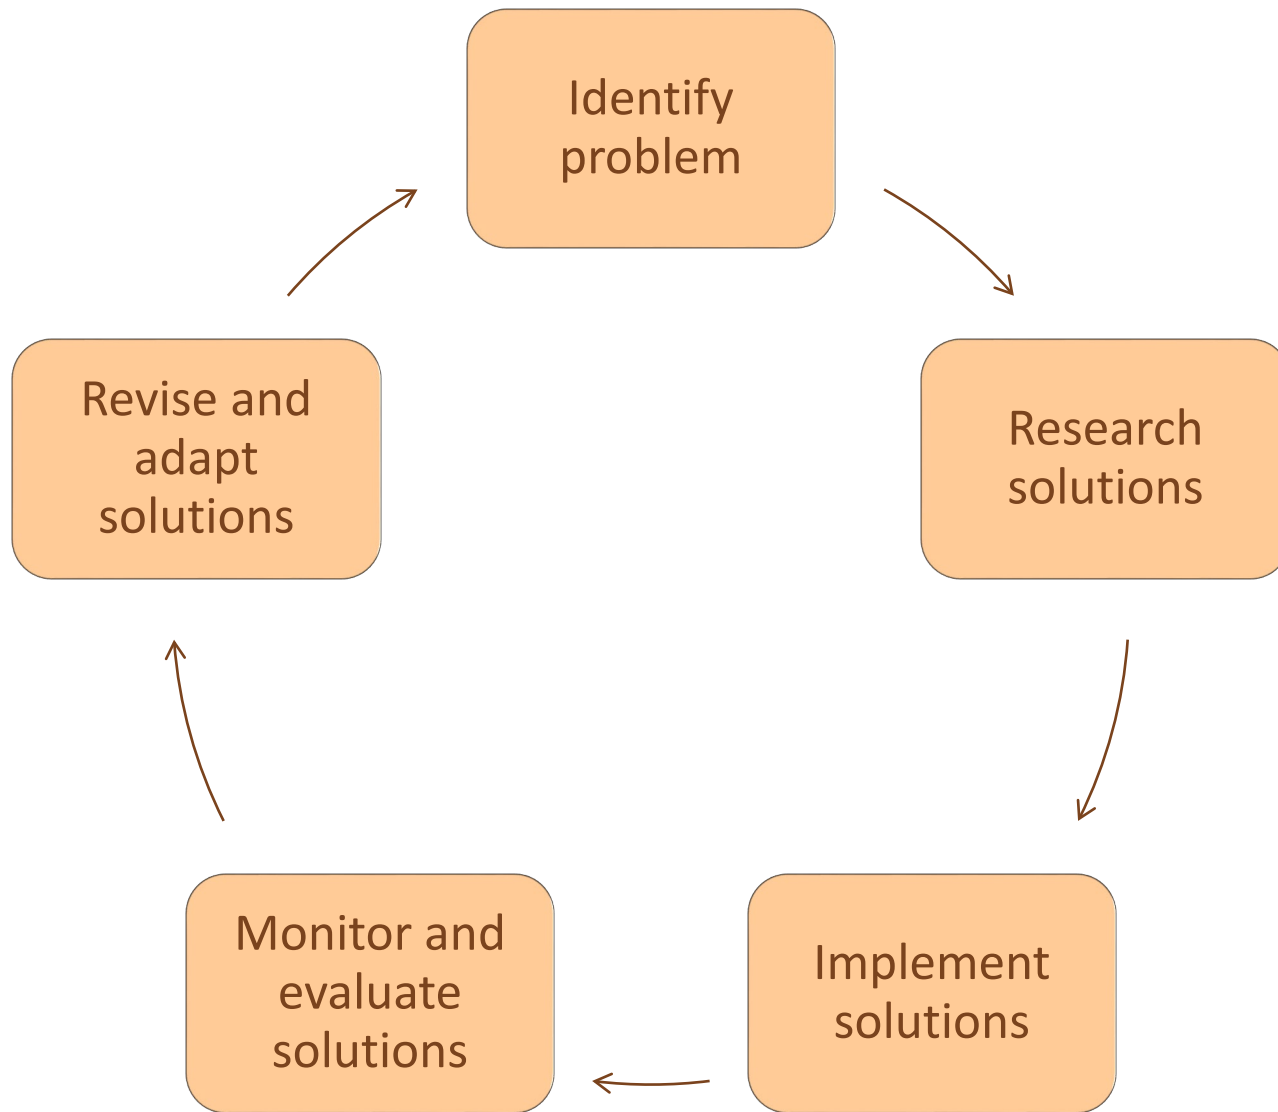 Identify
problem
Research
solutions
Implement
solutions
Monitor and
evaluate
solutions
Revise and
adapt
solutions